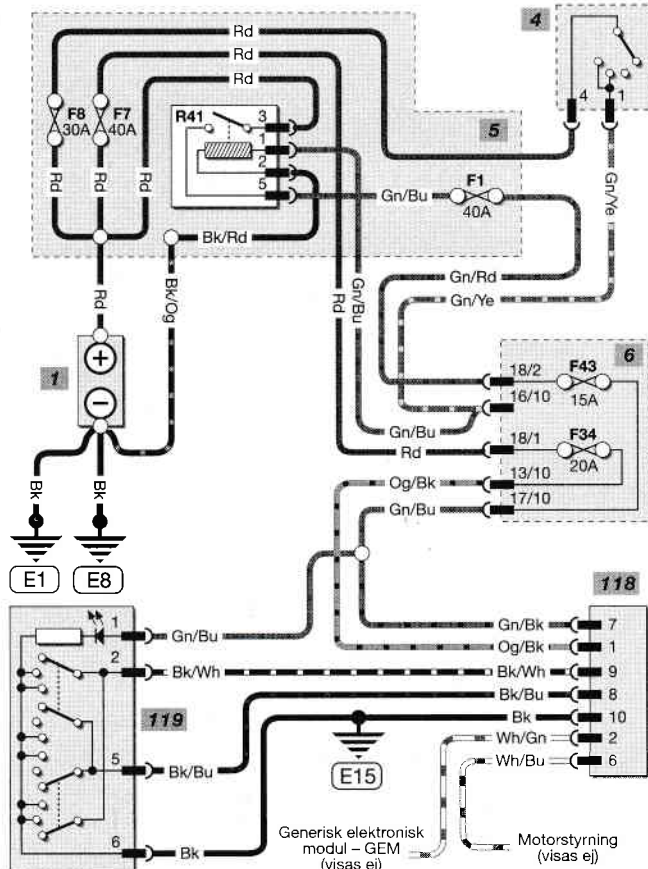 Rd
Rd
Rd
F8
30A
F7
40A
R41
3
1
2
5
5
4
4
1
Rd
Rd
Rd
Gn/Bu
F1
40A
Gn/Ye
Bk/Rd
Rd
Bk/Og
Rd
Gn/Bu
Gn/Rd
Gn/Ye
1
+
−
6
18/2
F43
15A
16/10
Gn/Bu
Rd
18/1
F34
20A
Og/Bk
13/10
Gn/Bu
17/10
Bk
Bk
E1
E8
118
1
Gn/Bu
Gn/Bk
7
Og/Bk
1
2
Bk/Wh
Bk/Wh
9
Bk/Bu
8
119
Bk
10
Wh/Gn
2
5
Bk/Bu
E15
Wh/Bu
6
6
Bk
Generisk elektronisk
modul – GEM
(visas ej)
Motorstyrning
(visas ej)